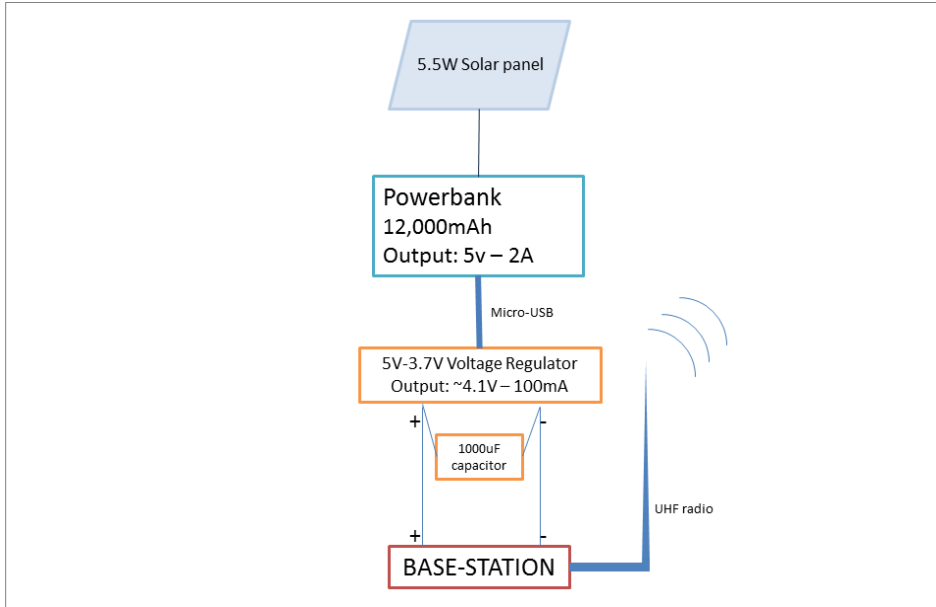 5.5W Solar panel
Powerbank
12,000mAh
Output: 5v – 2A
Micro-USB
5V-3.7V Voltage Regulator
Output: ~4.1V – 100mA
+
-
1000uF
capacitor
UHF radio
+
-
BASE-STATION